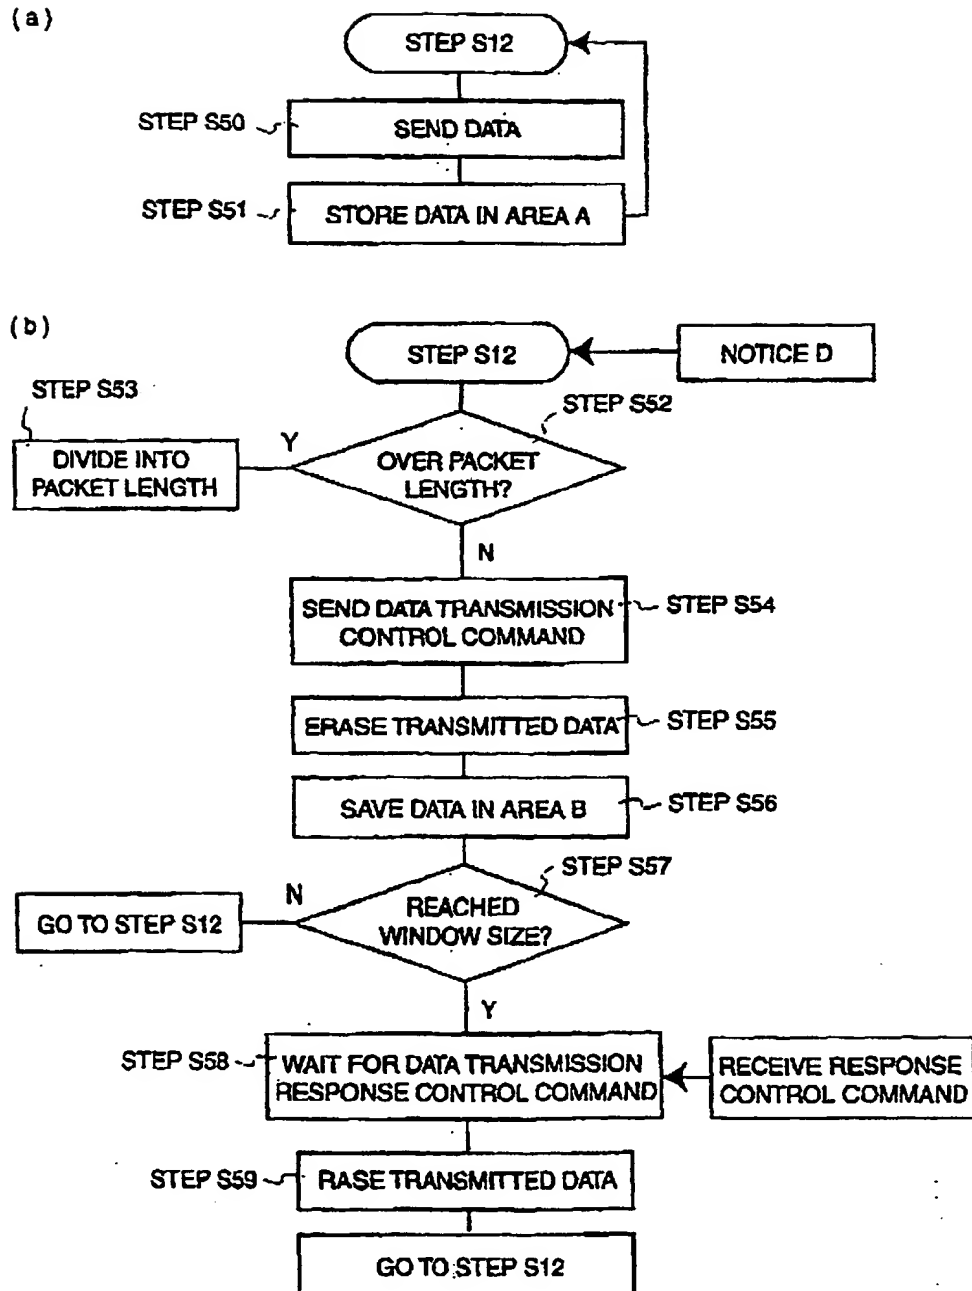 (a)
STEP S12
STEP S50
SEND DATA
STEP S51
STORE DATA IN AREA A
(b)
STEP S12
NOTICE D
STEP S53
STEP S52
Y
DIVIDE INTO
PACKET LENGTH
OVER PACKET
LENGTH?
N
SEND DATA TRANSMISSION
CONTROL COMMAND
STEP S54
ERASE TRANSMITTED DATA
STEP S55
SAVE DATA IN AREA B
STEP S56
STEP S57
N
GO TO STEP S12
REACHED
WINDOW SIZE?
Y
STEP S58
WAIT FOR DATA TRANSMISSION
RESPONSE CONTROL COMMAND
RECEIVE RESPONSE
CONTROL COMMAND
STEP S59
RASE TRANSMITTED DATA
GO TO STEP S12